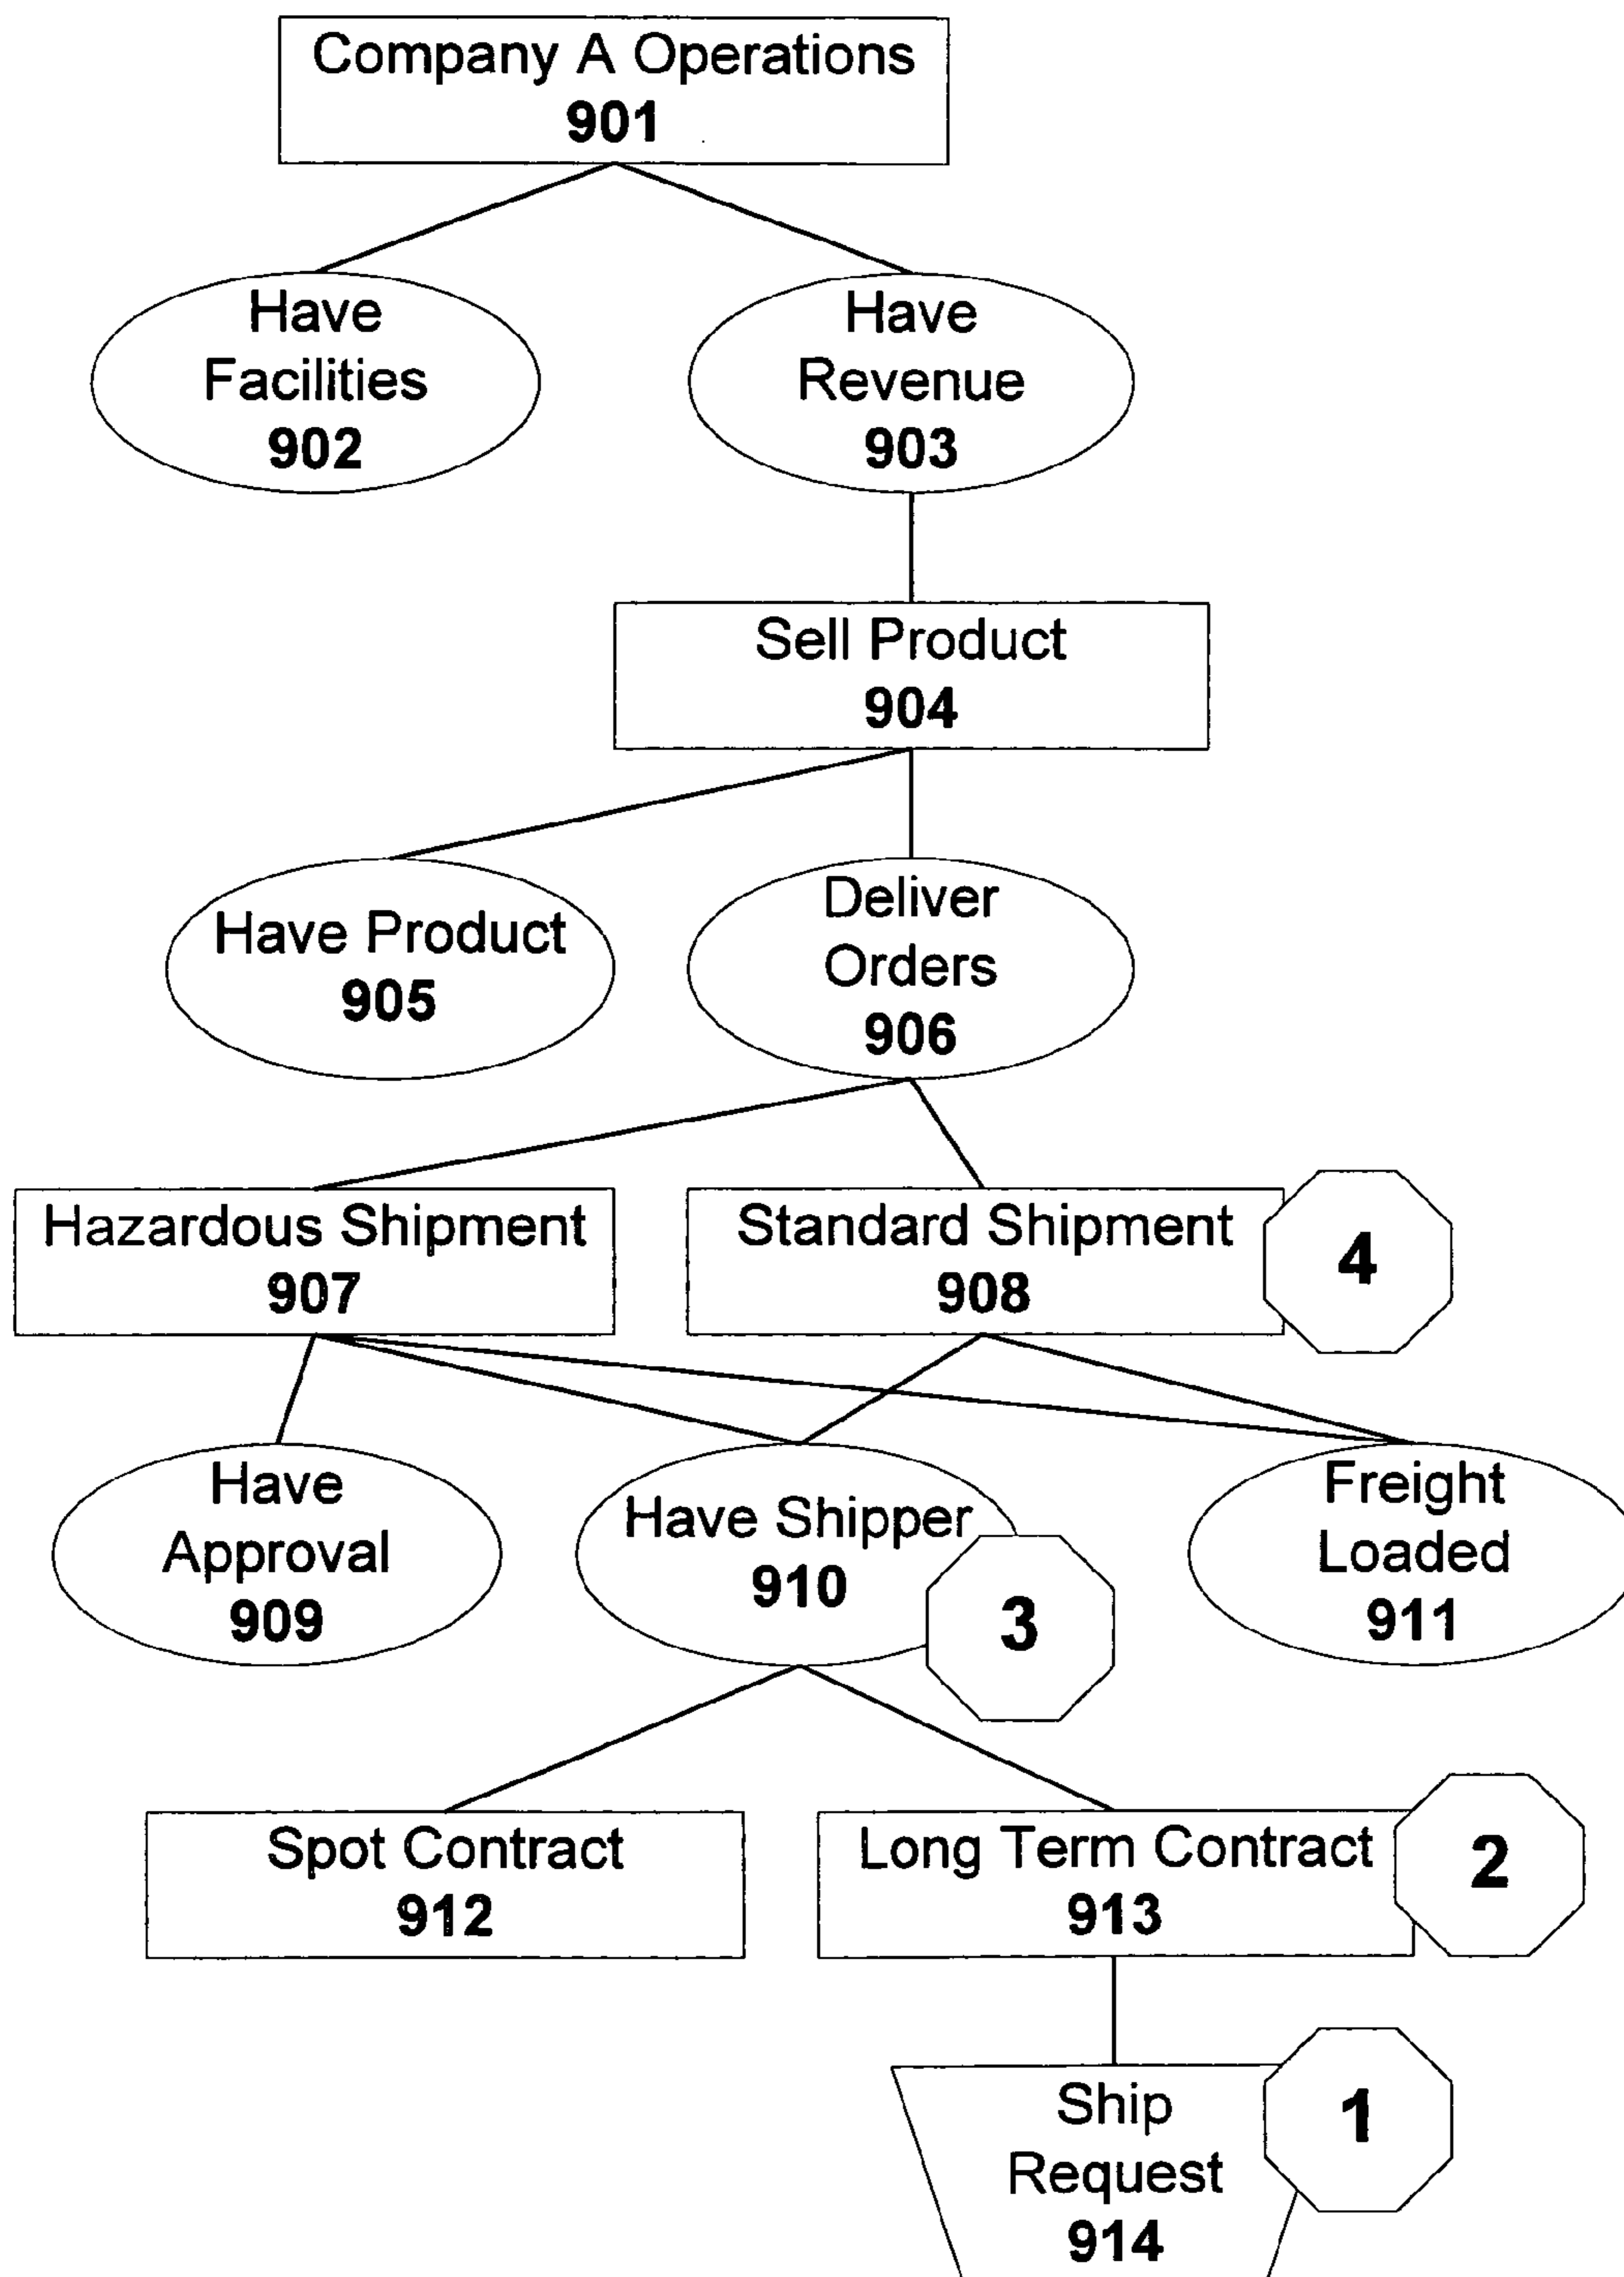 Company A Operations
901
Have
Facilities
902
Have
Revenue
903
Sell Product
904
Have Product
905
Deliver
Orders
906
Hazardous Shipment
907
Standard Shipment
908
4
Have
Approval
909
Have Shipper
910
3
Freight
Loaded
911
Spot Contract
912
Long Term Contract
913
2
Ship
Request
914
1